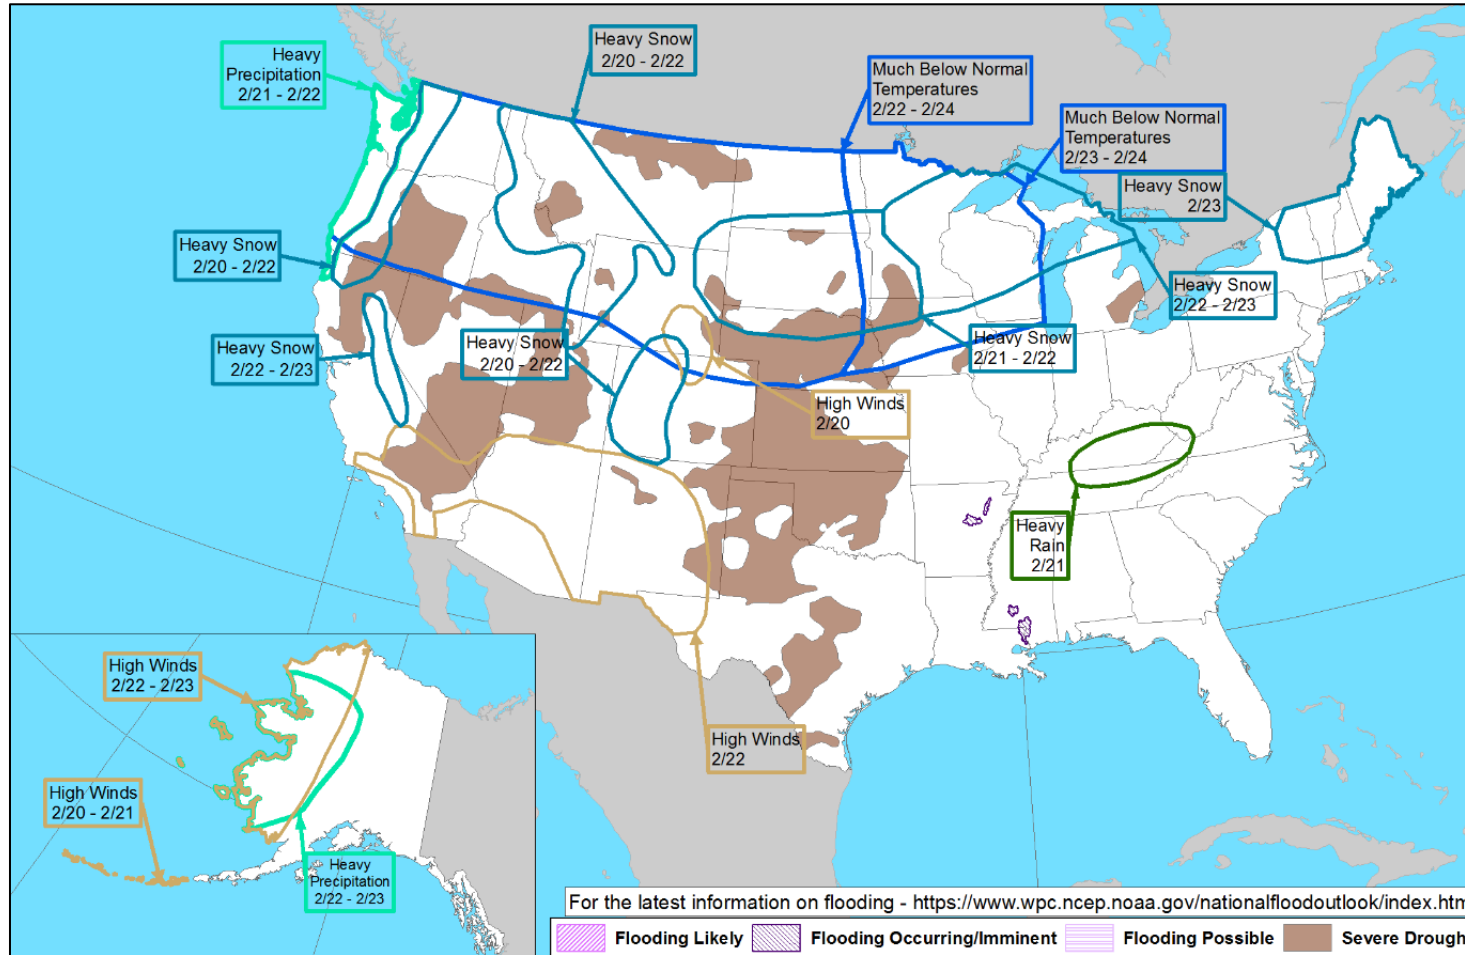 Heavy
Precipitation
2/21 - 2/22
Heavy Snow
2/20 - 2/22
Much Below Normal
Temperatures
2/22 - 2/24
Much Below Normal
Temperatures
2/23 - 2/24
Heavy Snow
2/23
Heavy Snow
2/20 - 2/22
Heavy Snow
2/22 - 2/23
Heavy Snow
2/22 - 2/23
Heavy Snow
2/20 - 2/22
Heavy Snow
2/21 - 2/22
High Winds
2/20
Heavy
Rain
2/21
High Winds
2/22
High Winds
2/22 - 2/23
High Winds
2/20 - 2/21
Heavy
Precipitation
2/22 - 2/23
For the latest information on flooding - https://www.wpc.ncep.noaa.gov/nationalfloodoutlook/index.htm
Flooding Likely
Flooding Occurring/Imminent
Flooding Possible
Severe Drough